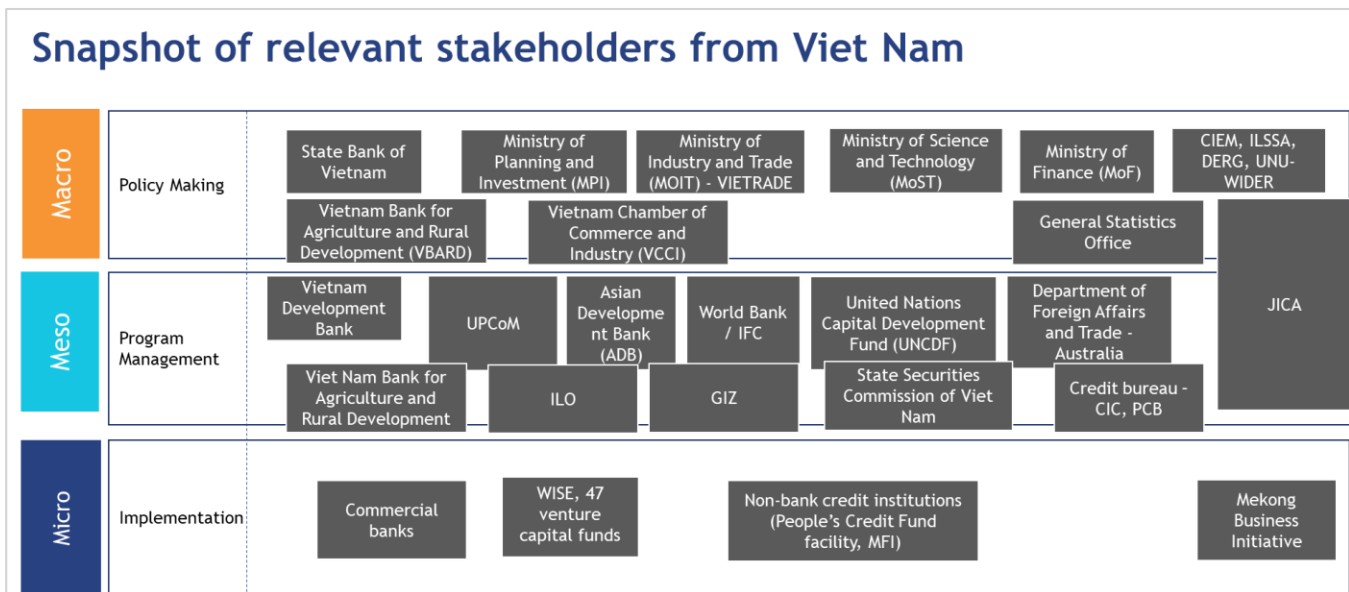 Snapshot of relevant stakeholders from Viet Nam
Macro
Policy Making
State Bank of
Vietnam
Ministry of
Planning and
Investment (MPI)
Ministry of
Industry and Trade
(MOIT) - VIETRADE
Ministry of Science
and Technology
(MoST)
Ministry of
Finance (MoF)
CIEM, ILSSA,
DERG, UNU-
WIDER
Vietnam Bank for
Agriculture and Rural
Development (VBARD)
Vietnam Chamber of
Commerce and
Industry (VCCI)
General Statistics
Office
JICA
Meso
Program
Management
Vietnam
Development
Bank
UPCoM
Asian
Developme
nt Bank
(ADB)
World Bank
/ IFC
United Nations
Capital Development
Fund (UNCDF)
Department of
Foreign Affairs
and Trade -
Australia
Viet Nam Bank for
Agriculture and
Rural Development
ILO
GIZ
State Securities
Commission of Viet
Nam
Credit bureau -
CIC, PCB
Micro
Implementation
Commercial
banks
WISE, 47
venture
capital funds
Non-bank credit institutions
(People's Credit Fund
facility, MFI)
Mekong
Business
Initiative